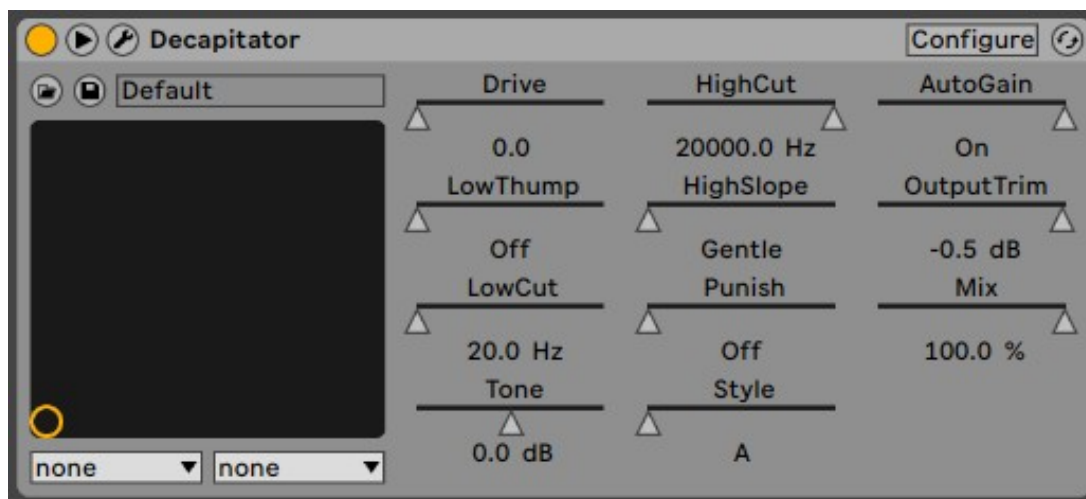 Decapitator Configure
Default
Drive HighCut AutoGain
0.0 20000.0 Hz On
LowThump HighSlope OutputTrim
Off Gentle -0.5 dB
LowCut Punish Mix
20.0 Hz Off 100.0 %
Tone Style
0.0 dB A
none none